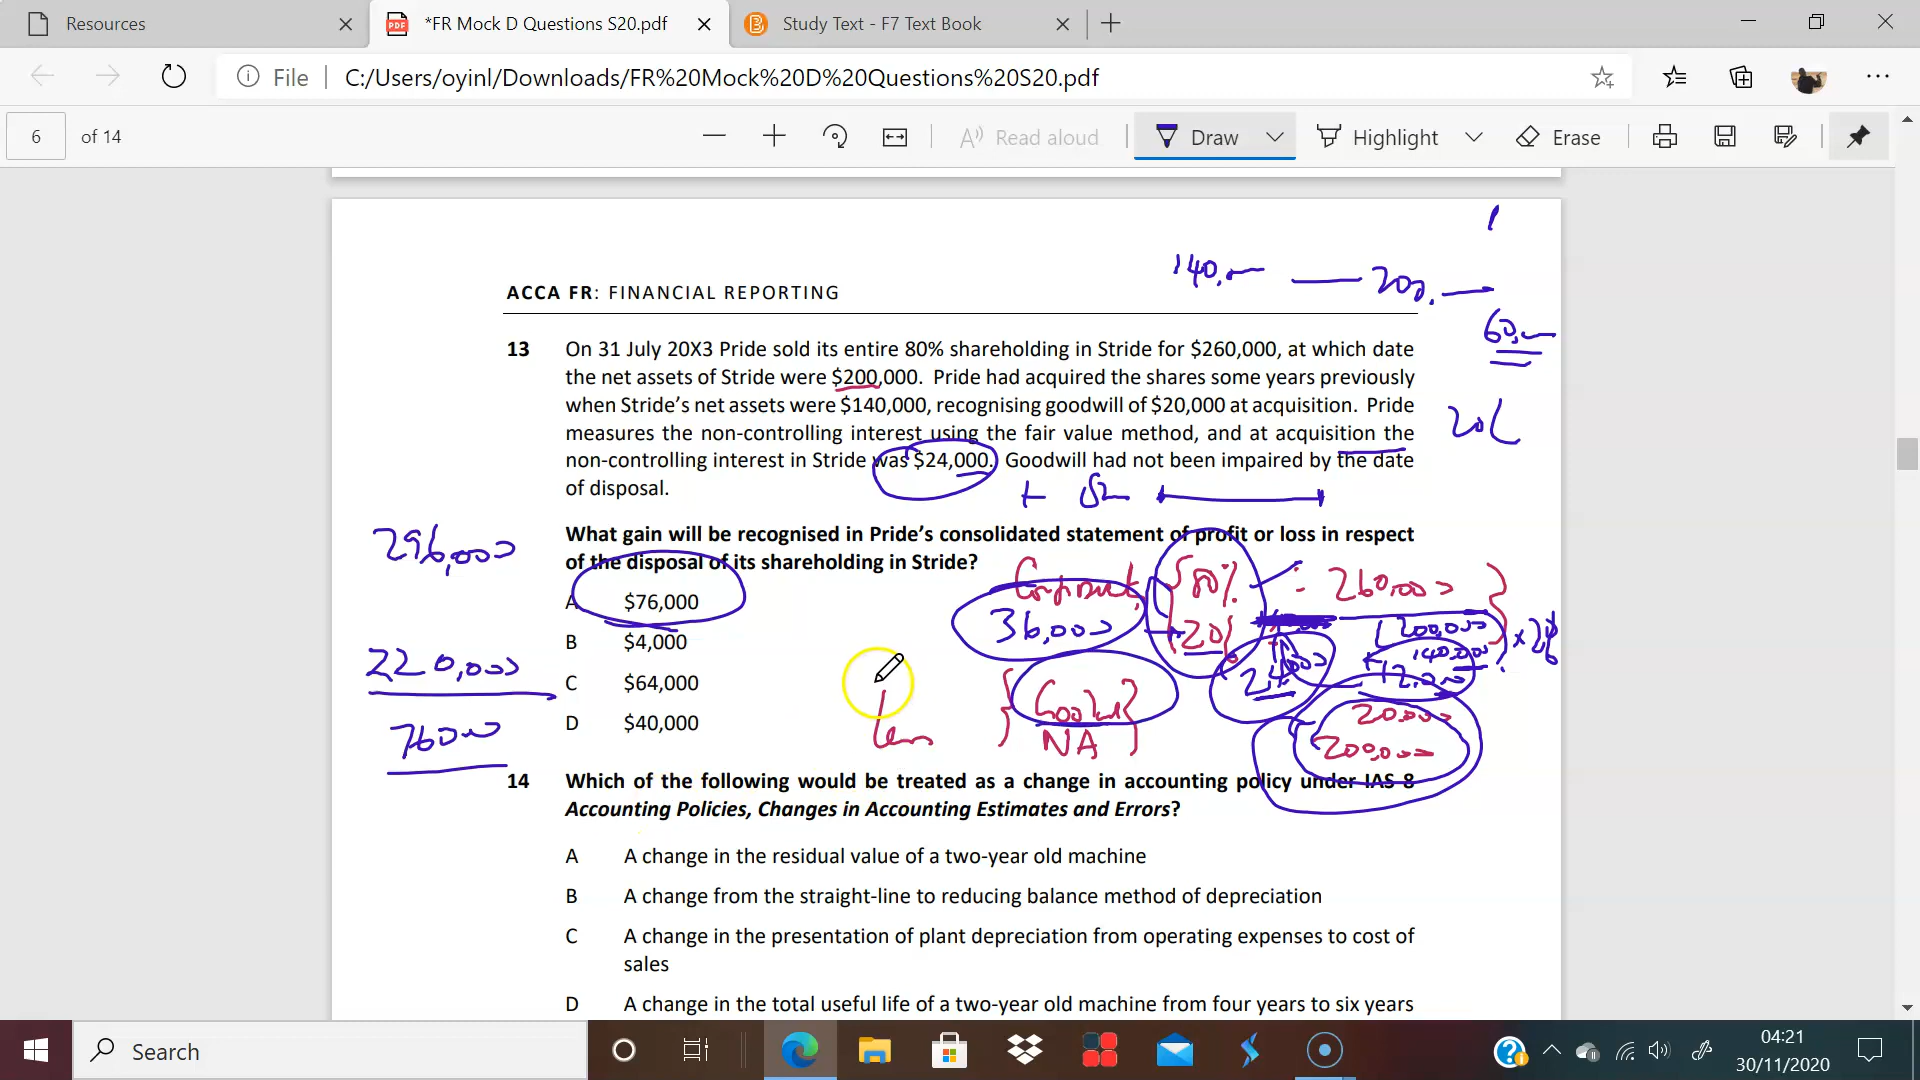 Resources
*FR Mock D Questions S20.pdf
Study Text - F7 Text Book
File
C:/Users/oyinl/Downloads/FR%20Mock%20D%20Questions%20S20.pdf
6 of 14
Read aloud
Draw
Highlight
Erase
140,
200,
60,
ACCA FR: FINANCIAL REPORTING
13 On 31 July 20X3 Pride sold its entire 80% shareholding in Stride for $260,000, at which date
the net assets of Stride were $200,000. Pride had acquired the shares some years previously
when Stride's net assets were $140,000, recognising goodwill of $20,000 at acquisition. Pride
measures the non-controlling interest using the fair value method, and at acquisition the
non-controlling interest in Stride was $24,000. Goodwill had not been impaired by the date
of disposal.
296,000
What gain will be recognised in Pride's consolidated statement of profit or loss in respect
of the disposal of its shareholding in Stride?
80% : 260,000
A $76,000
36,000
20%
(200,000
B $4,000
140,000
220,000
C $64,000
24,000
12,000
20,000
D $40,000
76000
Less
Goodwill
NA
200,000
14 Which of the following would be treated as a change in accounting policy under IAS 8
Accounting Policies, Changes in Accounting Estimates and Errors?
A A change in the residual value of a two-year old machine
B A change from the straight-line to reducing balance method of depreciation
C A change in the presentation of plant depreciation from operating expenses to cost of
sales
D A change in the total useful life of a two-year old machine from four years to six years
Search
04:21
30/11/2020